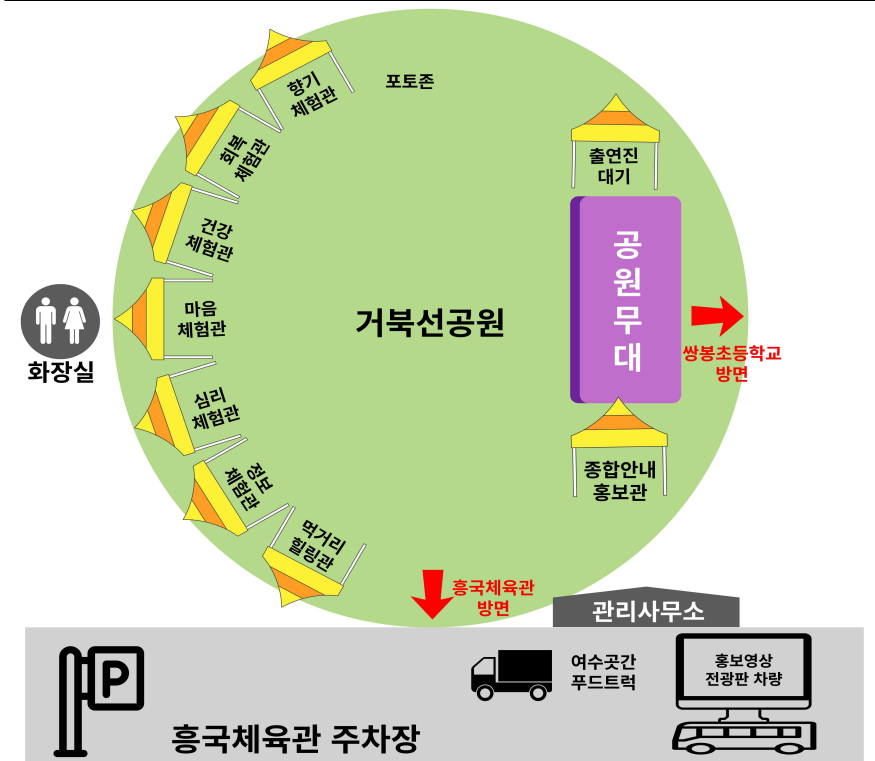 향기
체험관
포토존
회복
체험관
출연진
대기
건강
체험관
공
원
무
대
마음
체험관
거북선공원
화장실
쌍봉초등학교
방면
심리
체험관
정보
체험관
종합안내
홍보관
먹거리
힐링관
흥국체육관
방면
관리사무소
P
여수곳간
푸드트럭
홍보영상
전광판 차량
흥국체육관 주차장